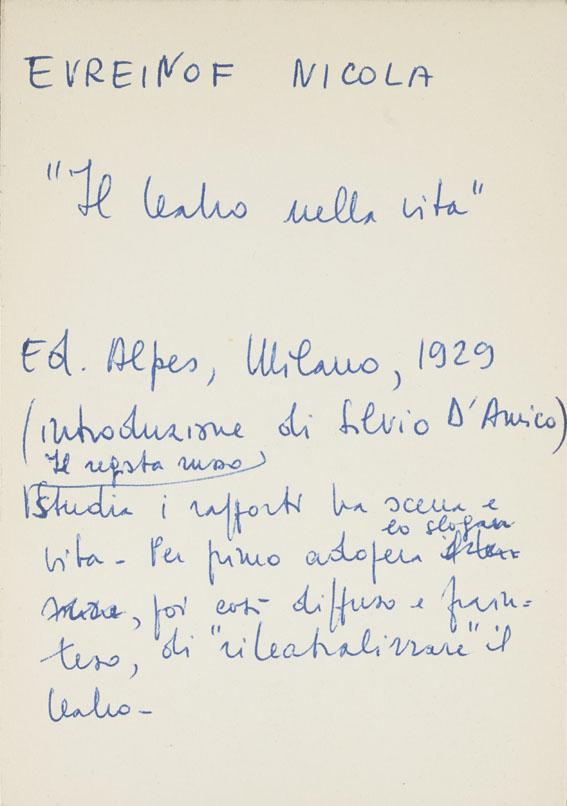 EVREINOF NICOLA
"Il teatro nella vita"
Ed. Alpes, Milano, 1929
(introduzione di Silvio D'Amico)
Il regista russo
Studia i rapporti tra scena e
lo slogan
vita - Per primo adopera
, poi così diffuso e frain=
teso, di "riteatralizzare" il
teatro -